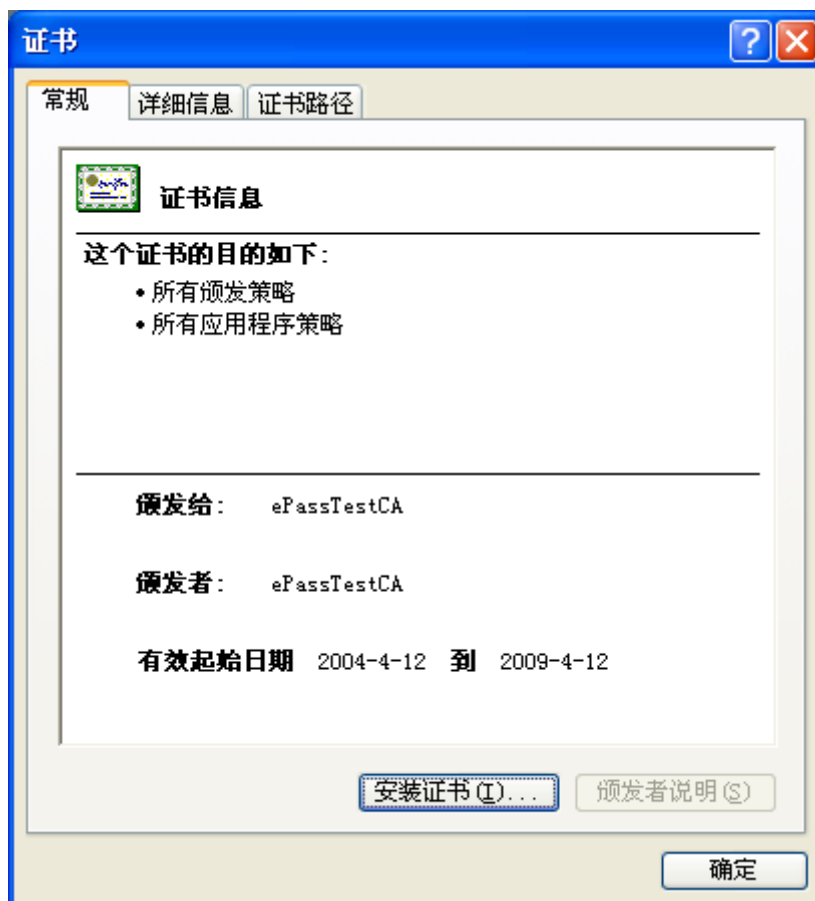 证书
常规 详细信息 证书路径
证书信息
这个证书的目的如下:
•所有颁发策略
•所有应用程序策略
颁发给: ePassTestCA
颁发者: ePassTestCA
有效起始日期 2004-4-12 到 2009-4-12
安装证书(I)... 颁发者说明(S)
确定